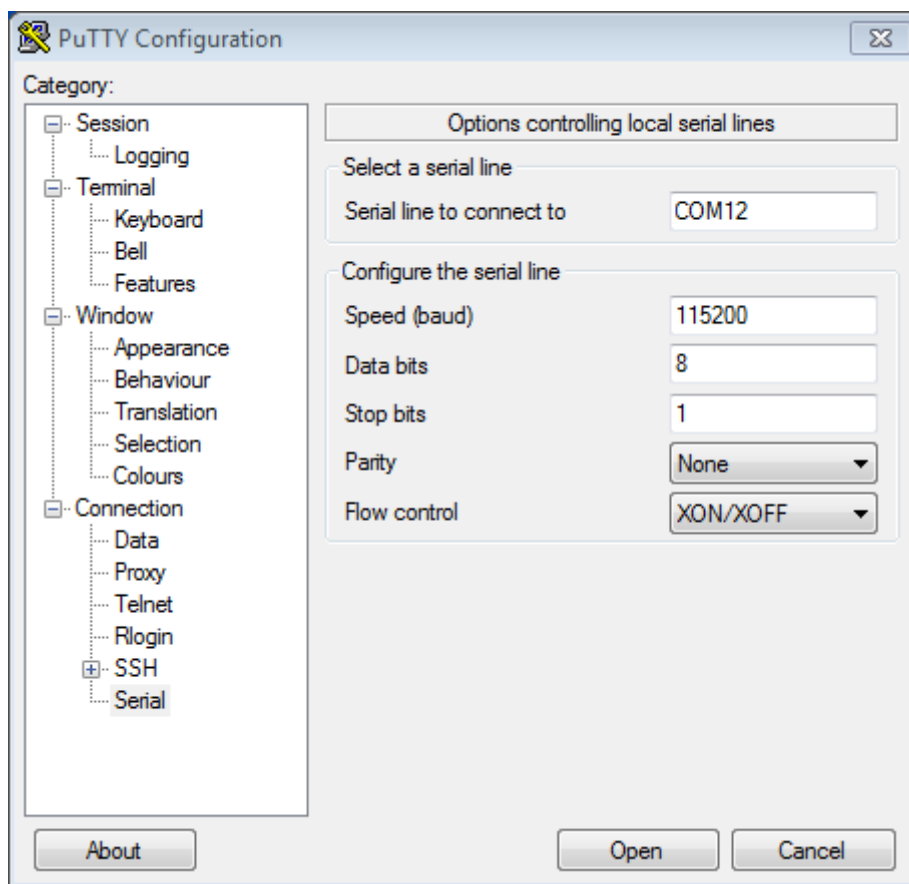 PuTTY Configuration
Category:
Session
Logging
Terminal
Keyboard
Bell
Features
Window
Appearance
Behaviour
Translation
Selection
Colours
Connection
Data
Proxy
Telnet
Rlogin
SSH
Serial
Options controlling local serial lines
Select a serial line
Serial line to connect to COM12
Configure the serial line
Speed (baud) 115200
Data bits 8
Stop bits 1
Parity None
Flow control XON/XOFF
About Open Cancel